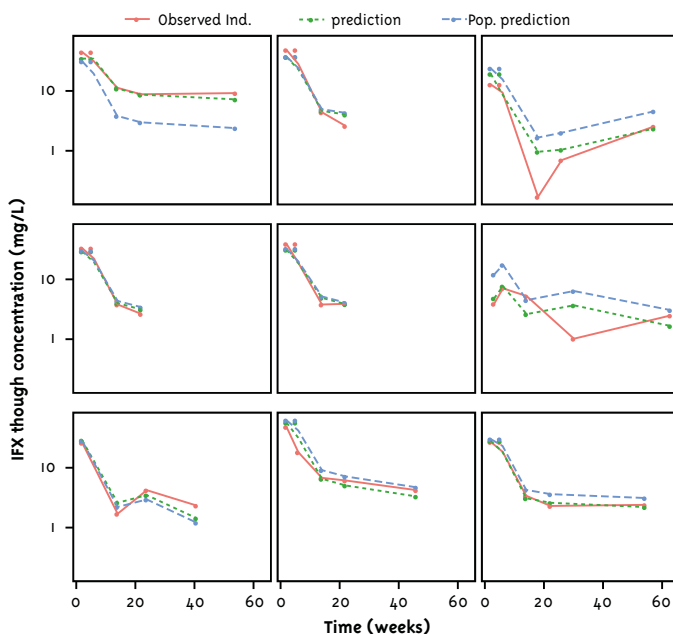 Observed Ind. prediction Pop. prediction
10
1
10
1
10
1
0 20 40 60 0 20 40 60 0 20 40 60
IFX though concentration (mg/L)
Time (weeks)